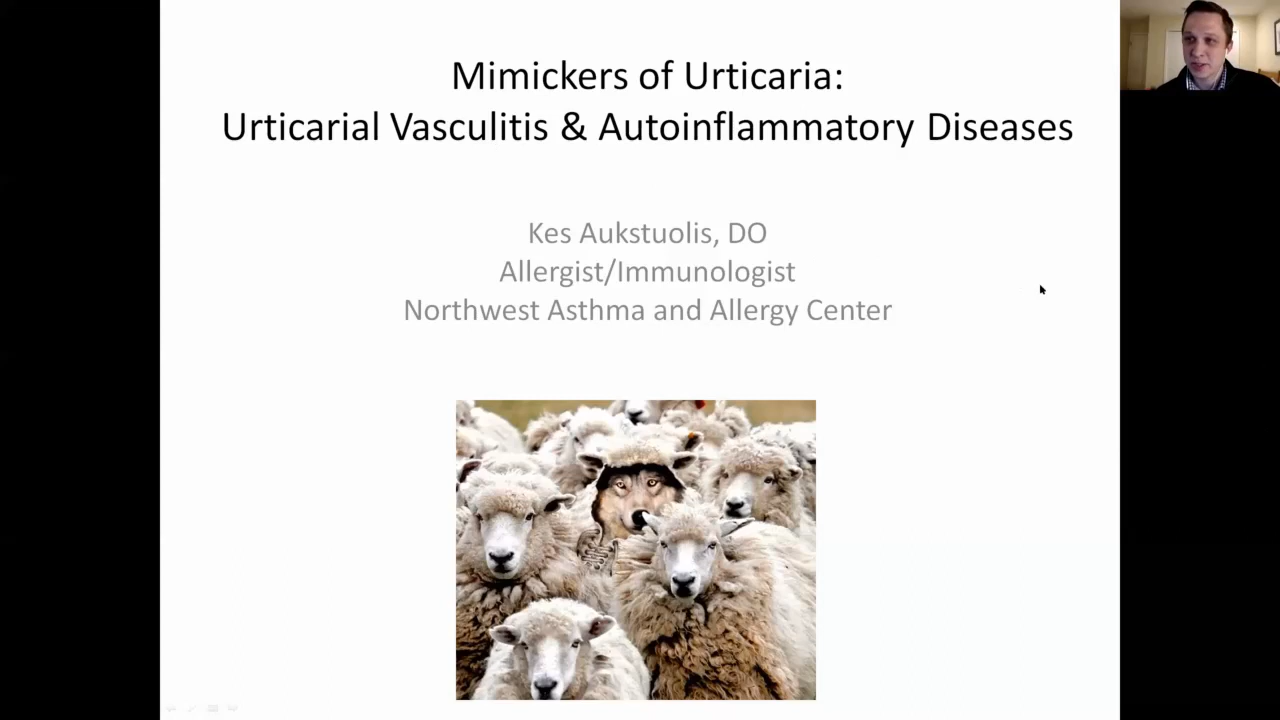 Mimickers of Urticaria:
Urticarial Vasculitis & Autoinflammatory Diseases
Kes Aukstuolis, DO
Allergist/Immunologist
Northwest Asthma and Allergy Center